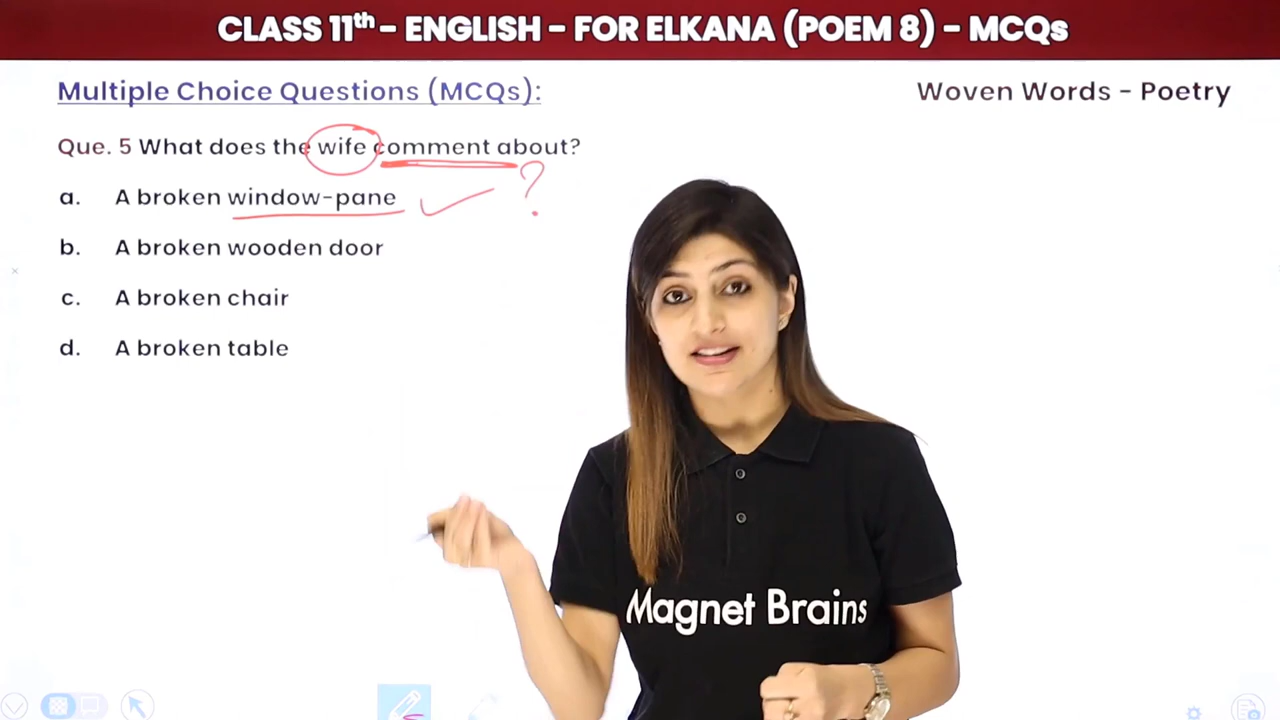 CLASS 11th - ENGLISH - FOR ELKANA (POEM 8) - MCQs
Multiple Choice Questions (MCQs):
Woven Words - Poetry
Que. 5 What does the wife comment about?
a. A broken window-pane
?
b. A broken wooden door
c. A broken chair
d. A broken table
Magnet Brains